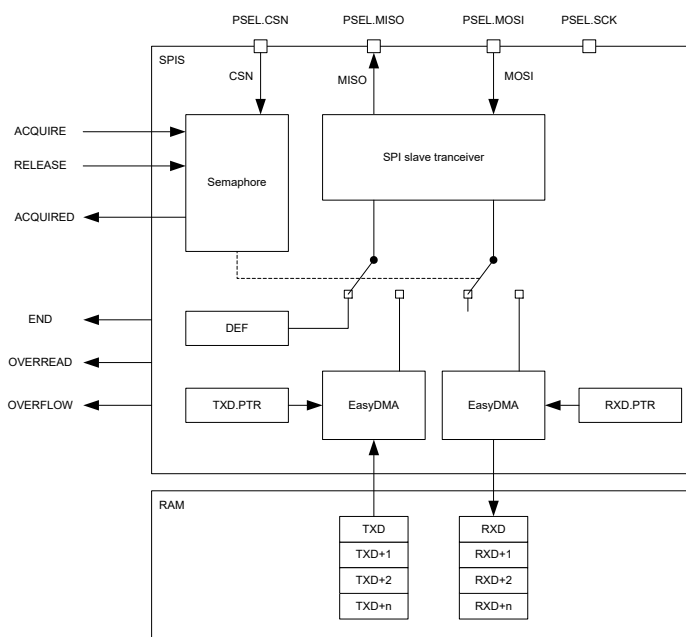 PSEL.CSN PSEL.MISO PSEL.MOSI PSEL.SCK
SPIS
CSN MISO MOSI
ACQUIRE
RELEASE
ACQUIRED
Semaphore
SPI slave tranceiver
END
OVERREAD
OVERFLOW
DEF
TXD.PTR EasyDMA EasyDMA RXD.PTR
RAM
TXD RXD
TXD+1 RXD+1
TXD+2 RXD+2
TXD+n RXD+n